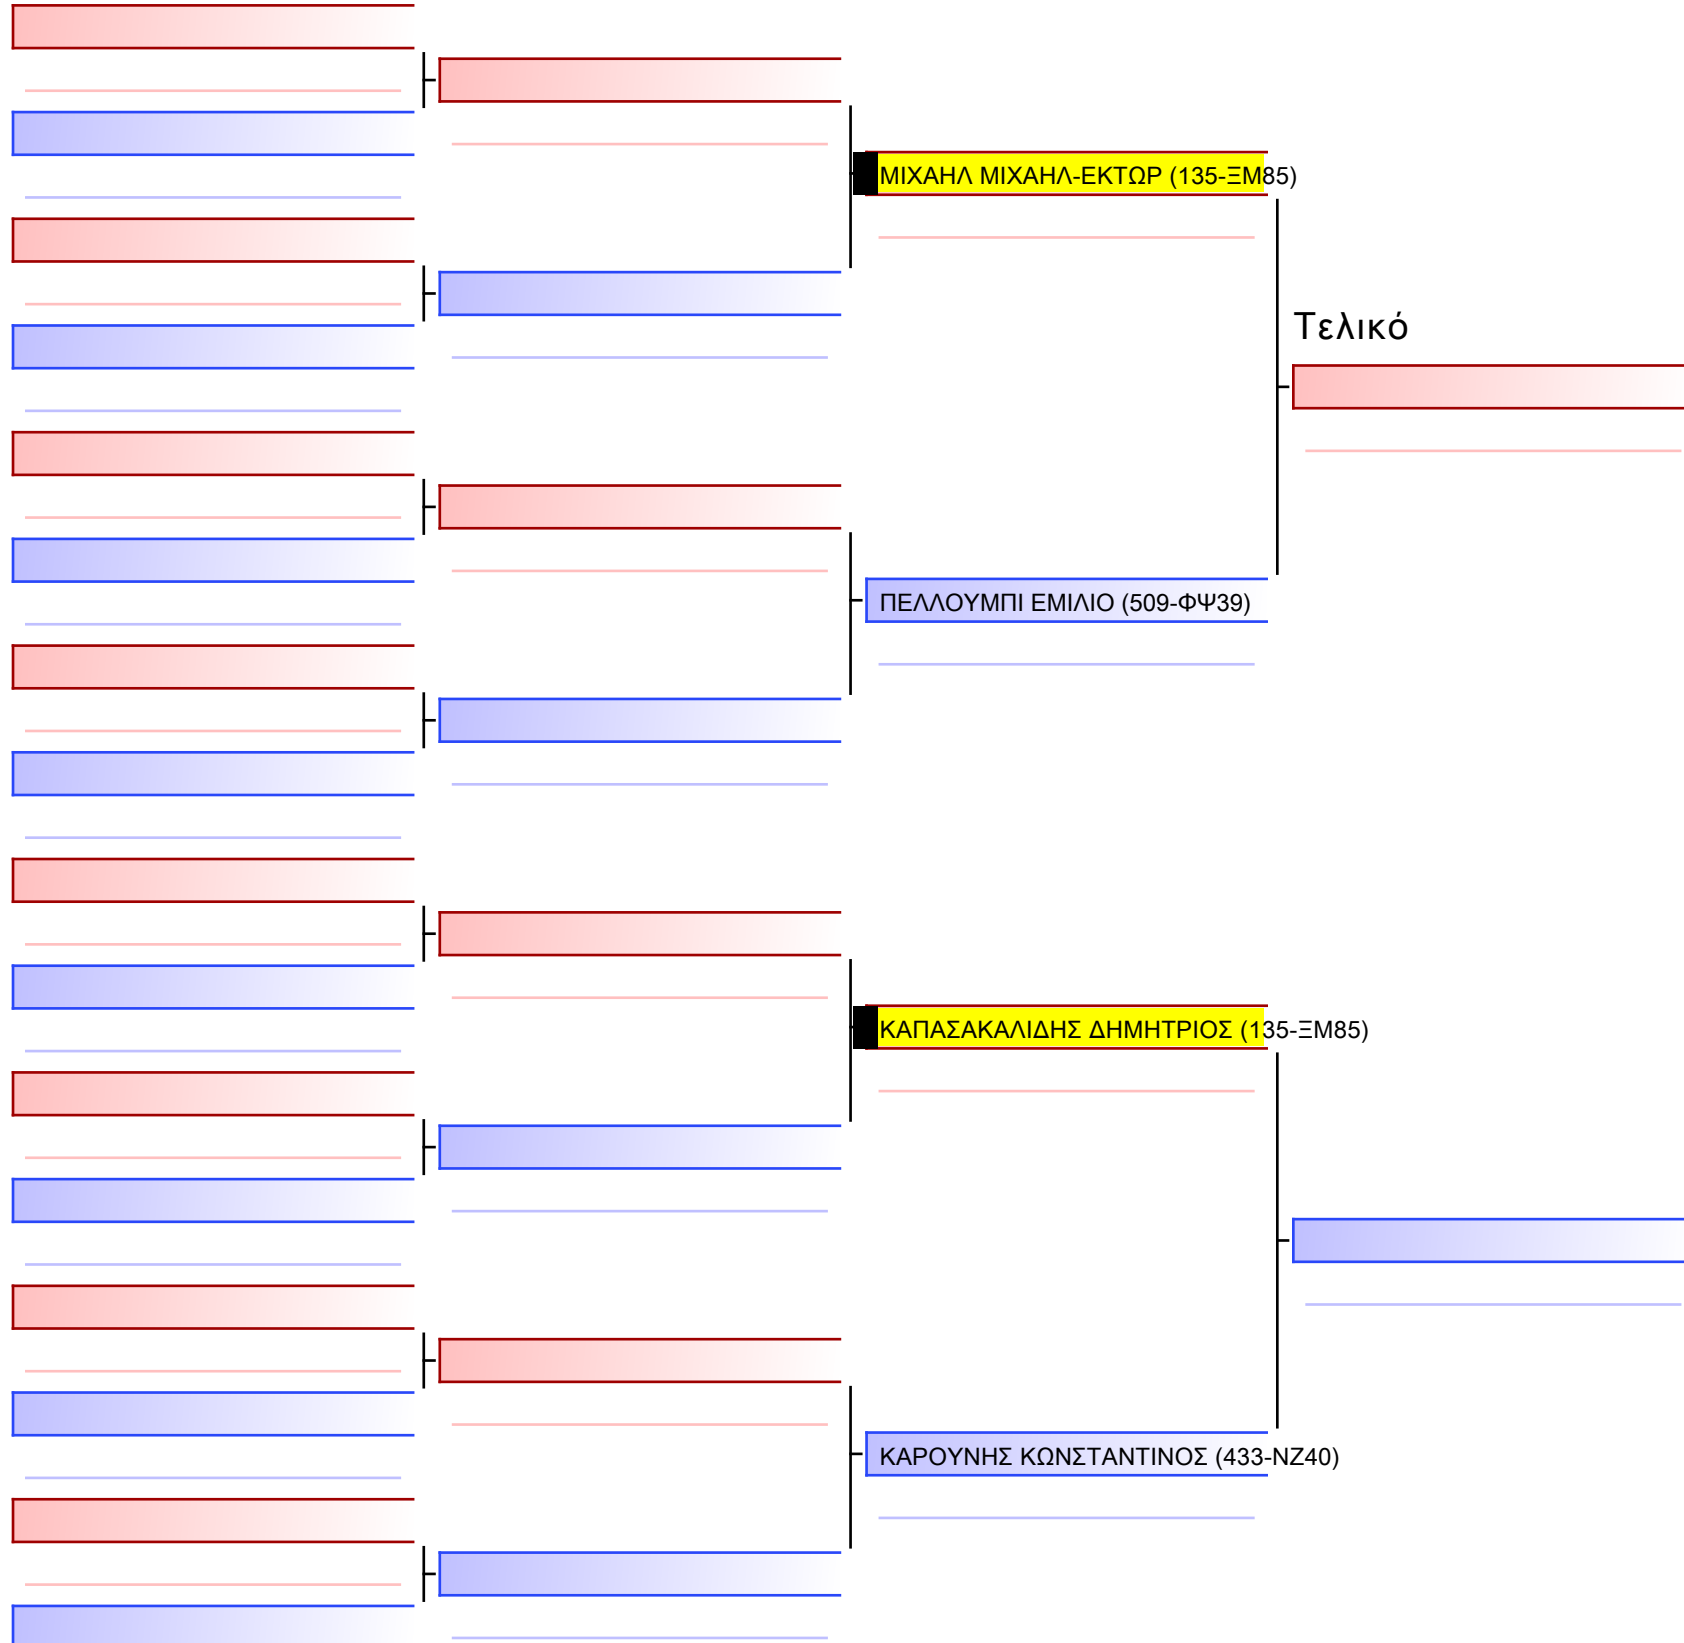 ΜΙΧΑΗΛ ΜΙΧΑΗΛ-ΕΚΤΩΡ (135-ΞΜ85)
Τελικό
ΠΕΛΛΟΥΜΠΙ ΕΜΙΛΙΟ (509-ΦΨ39)
ΚΑΠΑΣΑΚΑΛΙΔΗΣ ΔΗΜΗΤΡΙΟΣ (135-ΞΜ85)
ΚΑΡΟΥΝΗΣ ΚΩΝΣΤΑΝΤΙΝΟΣ (433-ΝΖ40)